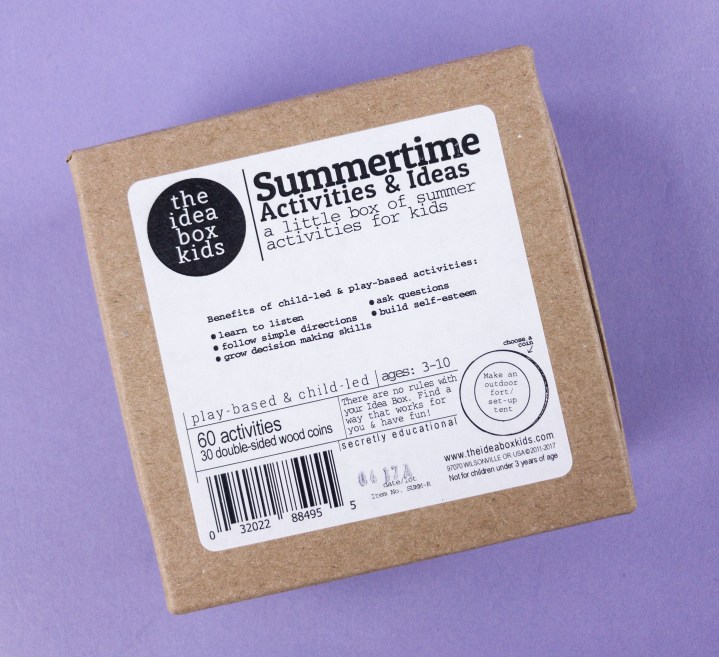 the
idea
box
kids
Summertime
Activities & Ideas
a little box of summer
activities for kids
Benefits of child-led & play-based activities:
• learn to listen
• follow simple directions
• grow decision making skills
• ask questions
• build self-esteem
play-based & child-led
ages: 3-10
60 activities
30 double-sided wood coins
There are no rules with
your Idea Box. Find a
way that works for
you & have fun!
secretly educational
choose a
coin
Make an
outdoor
fort/
set-up
tent
www.theideaboxkids.com
97070 WILSONVILLE OR USA ©2011-2017
Not for children under 3 years of age
0 32022 88495 5
04 17A
date/lot
Item No. SUMM-R